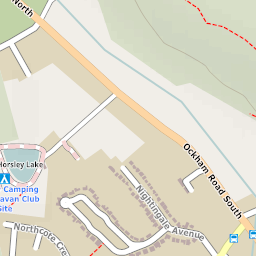 North
Ockham Road South
Horsley Lake
Camping
avan Club
Site
Nightingale Avenue
Northcote Cre